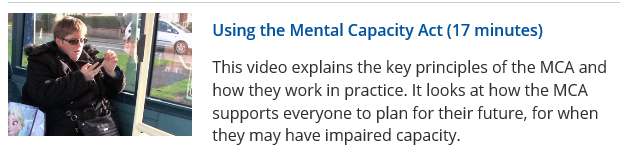 Using the Mental Capacity Act (17 minutes)
This video explains the key principles of the MCA and
how they work in practice. It looks at how the MCA
supports everyone to plan for their future, for when
they may have impaired capacity.